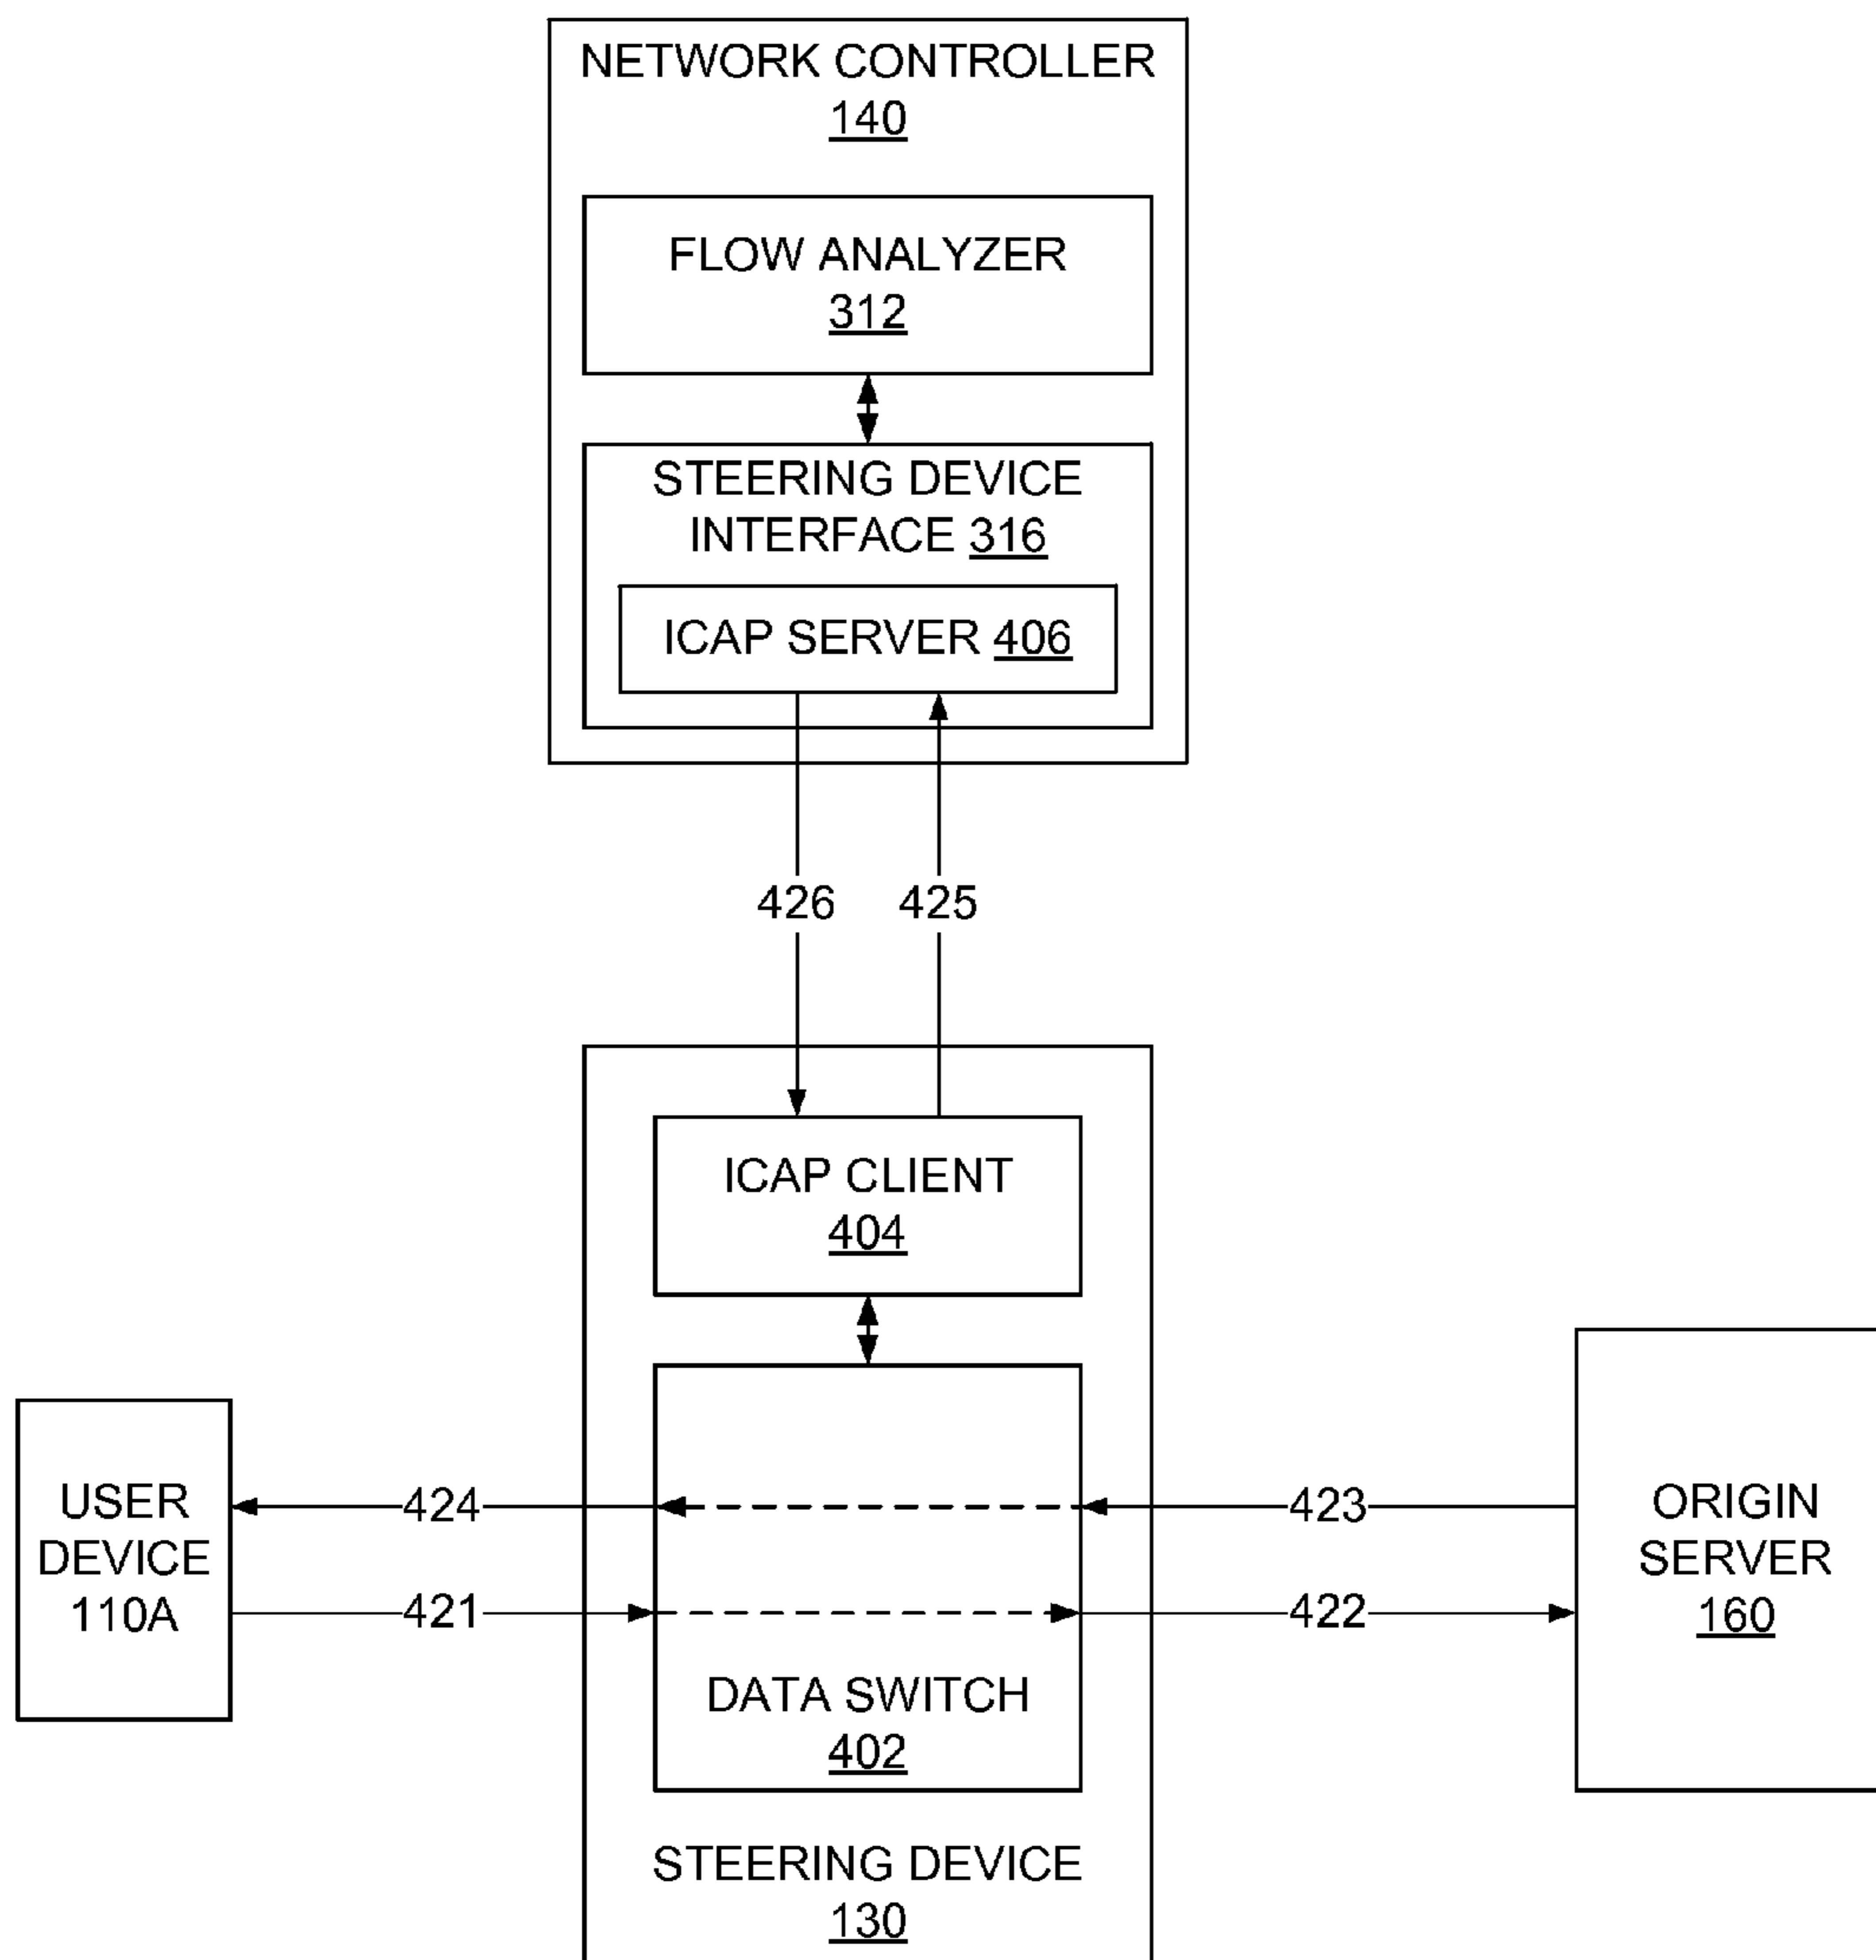 NETWORK CONTROLLER
140
FLOW ANALYZER
312
STEERING DEVICE
INTERFACE 316
ICAP SERVER 406
426
425
ICAP CLIENT
404
USER
DEVICE
110A
424
421
DATA SWITCH
402
423
422
ORIGIN
SERVER
160
STEERING DEVICE
130